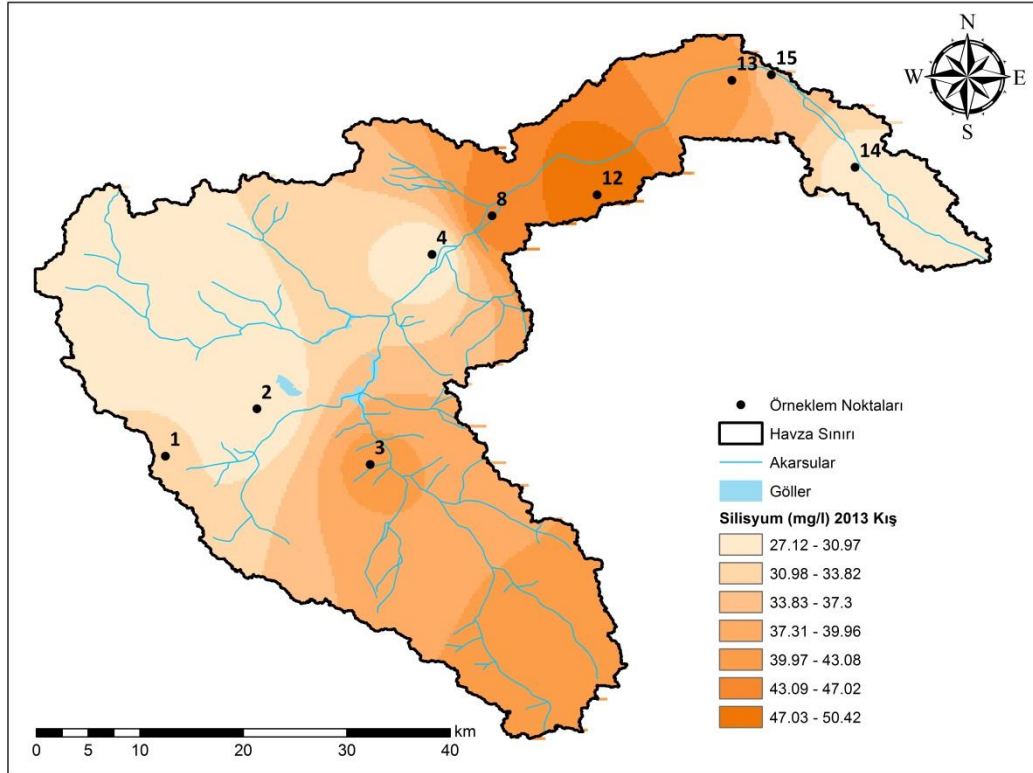 N
W E
S
15
13
14
12
8
4
2
1
3
Örneklem Noktaları
Havza Sınırı
Akarsular
Göller
Silisyum (mg/l) 2013 Kış
27.12 - 30.97
30.98 - 33.82
33.83 - 37.3
37.31 - 39.96
39.97 - 43.08
43.09 - 47.02
47.03 - 50.42
km
0 5 10 20 30 40